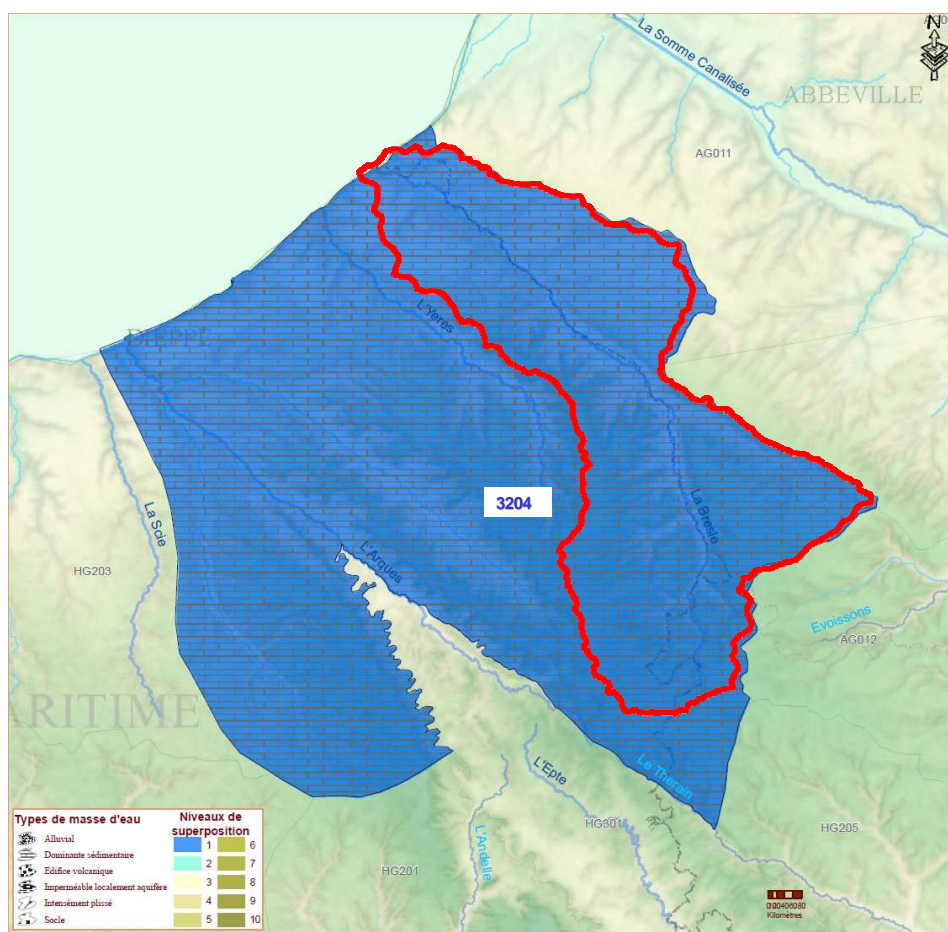 N
La Somme Canalisée
ABBEVILLE
AG011
L'Yeres
DIEPPE
3204
La Scie
La Bresle
L'Arques
HG203
Evoissons
AG012
ARITIME
L'Epte
Le Therain
HG301
HG205
L'Andelle
HG201
Types de masse d'eau
Alluvial
Dominante sédimentaire
Edifice volcanique
Imperméable localement aquifère
Intensément plissé
Socle
Niveaux de
superposition
1 6
2 7
3 8
4 9
5 10
Kilomètres